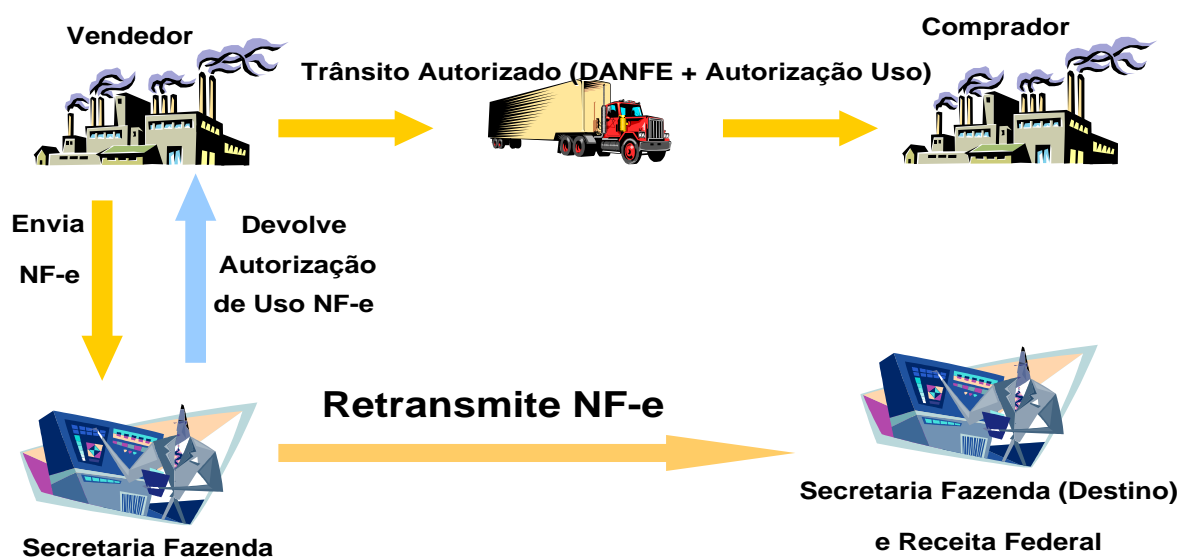 Vendedor
Comprador
Trânsito Autorizado (DANFE + Autorização Uso)
Envia
NF-e
Devolve
Autorização
de Uso NF-e
Retransmite NF-e
Secretaria Fazenda
Secretaria Fazenda (Destino)
e Receita Federal